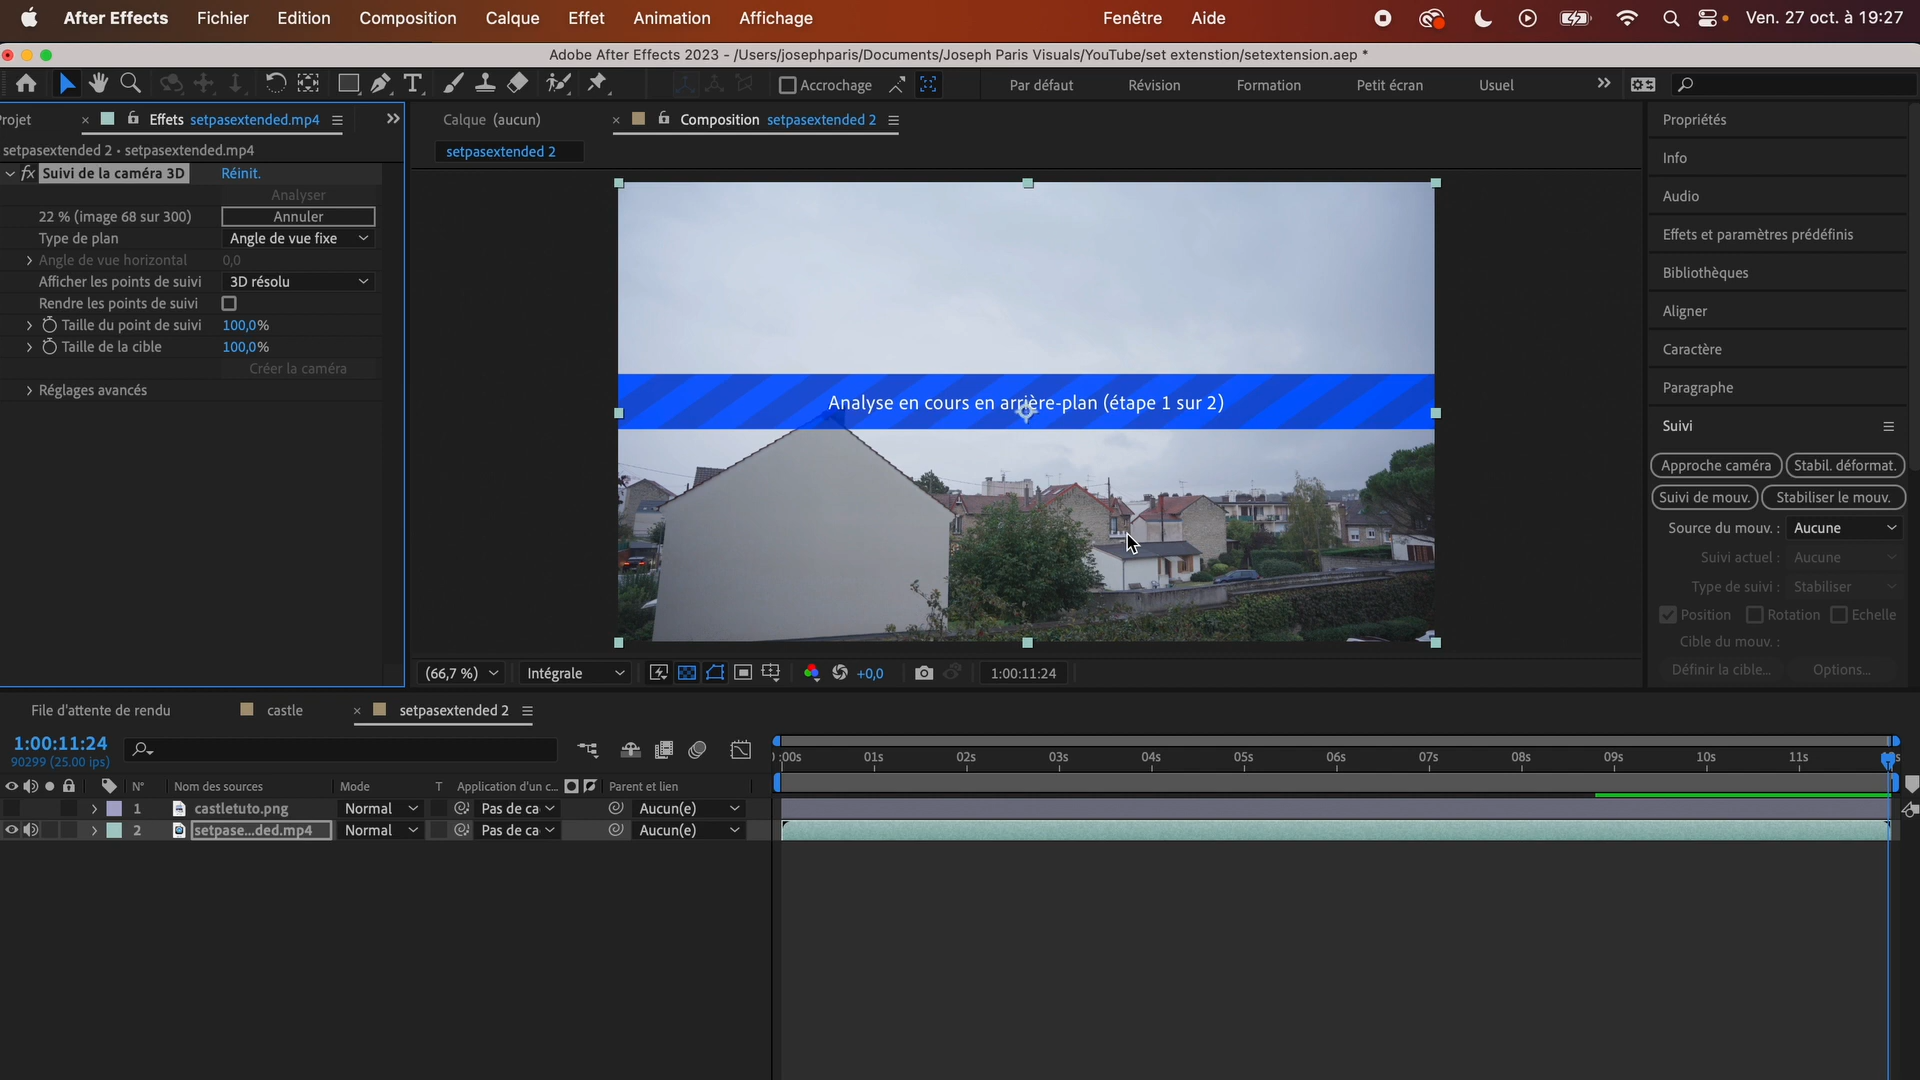 After Effects Fichier Edition Composition Calque Effet Animation Affichage Fenêtre Aide Ven. 27 oct. à 19:27
Adobe After Effects 2023 - /Users/josephparis/Documents/Joseph Paris Visuals/YouTube/set extenstion/setextension.aep *
Accrochage Par défaut Révision Formation Petit écran Usuel
rojet Effets setpasextended.mp4
Calque (aucun) Composition setpasextended 2
setpasextended 2 • setpasextended.mp4
setpasextended 2
fx Suivi de la caméra 3D Réinit.
Analyser
22 % (image 68 sur 300) Annuler
Type de plan Angle de vue fixe
Angle de vue horizontal 0,0
Afficher les points de suivi 3D résolu
Rendre les points de suivi
Taille du point de suivi 100,0%
Taille de la cible 100,0%
Créer la caméra
Réglages avancés
Analyse en cours en arrière-plan (étape 1 sur 2)
(66,7 %) Intégrale +0,0 1:00:11:24
Propriétés
Info
Audio
Effets et paramètres prédéfinis
Bibliothèques
Aligner
Caractère
Paragraphe
Suivi
Approche caméra Stabil. déformat.
Suivi de mouv. Stabiliser le mouv.
Source du mouv. : Aucune
Suivi actuel : Aucune
Type de suivi : Stabiliser
Position Rotation Echelle
Cible du mouv. :
Définir la cible... Options...
File d'attente de rendu castle setpasextended 2
1:00:11:24
90299 (25.00 ips)
:00s 01s 02s 03s 04s 05s 06s 07s 08s 09s 10s 11s
N° Nom des sources Mode T Application d'un c... Parent et lien
1 castletuto.png Normal Pas de ca Aucun(e)
2 setpase...ded.mp4 Normal Pas de ca Aucun(e)